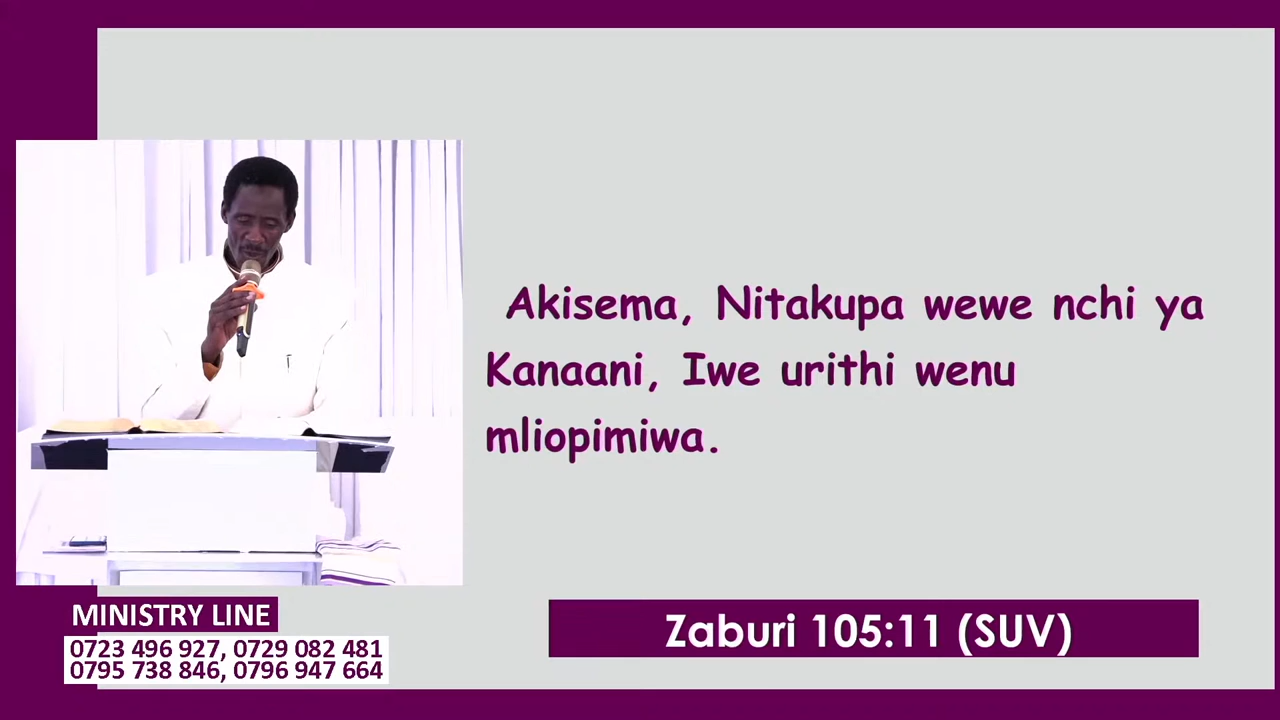 Akisema, Nitakupa wewe nchi ya
Kanaani, Iwe urithi wenu
mliopimiwa.
Zaburi 105:11 (SUV)
MINISTRY LINE
0723 496 927, 0729 082 481
0795 738 846, 0796 947 664